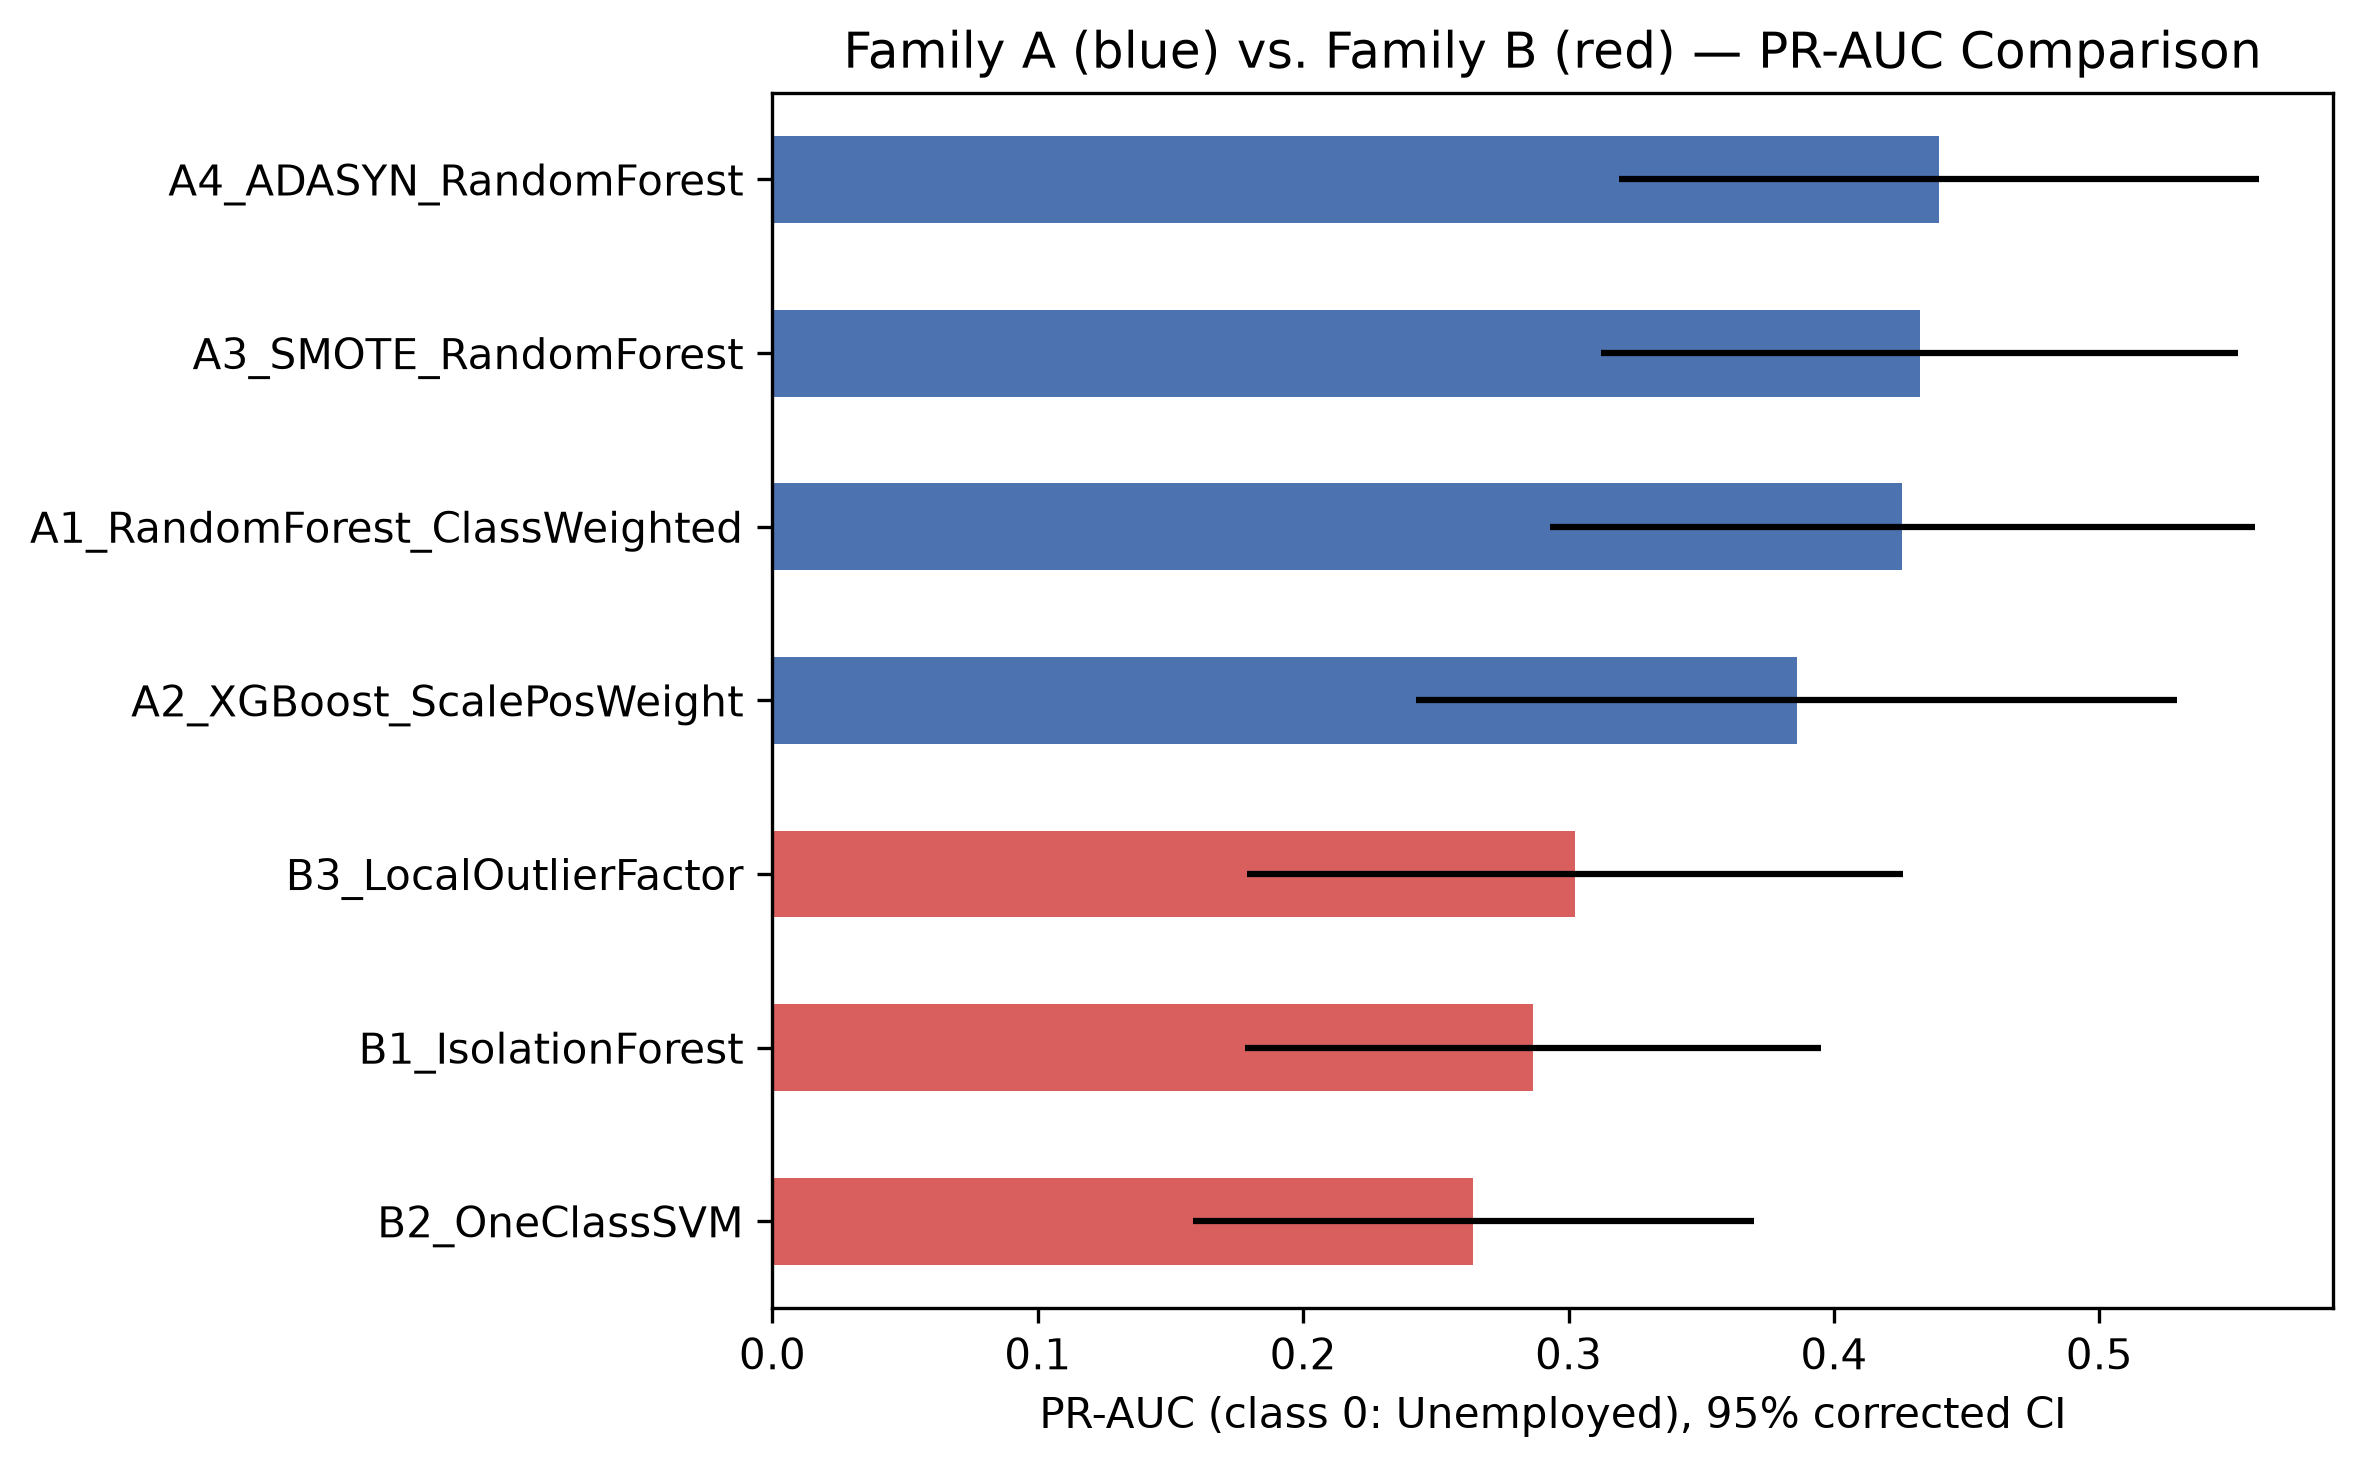 Family A (blue) vs. Family B (red) — PR-AUC Comparison
A4_ADASYN_RandomForest
A3_SMOTE_RandomForest
A1_RandomForest_ClassWeighted
A2_XGBoost_ScalePosWeight
B3_LocalOutlierFactor
B1_IsolationForest
B2_OneClassSVM
0.0 0.1 0.2 0.3 0.4 0.5
PR-AUC (class 0: Unemployed), 95% corrected CI